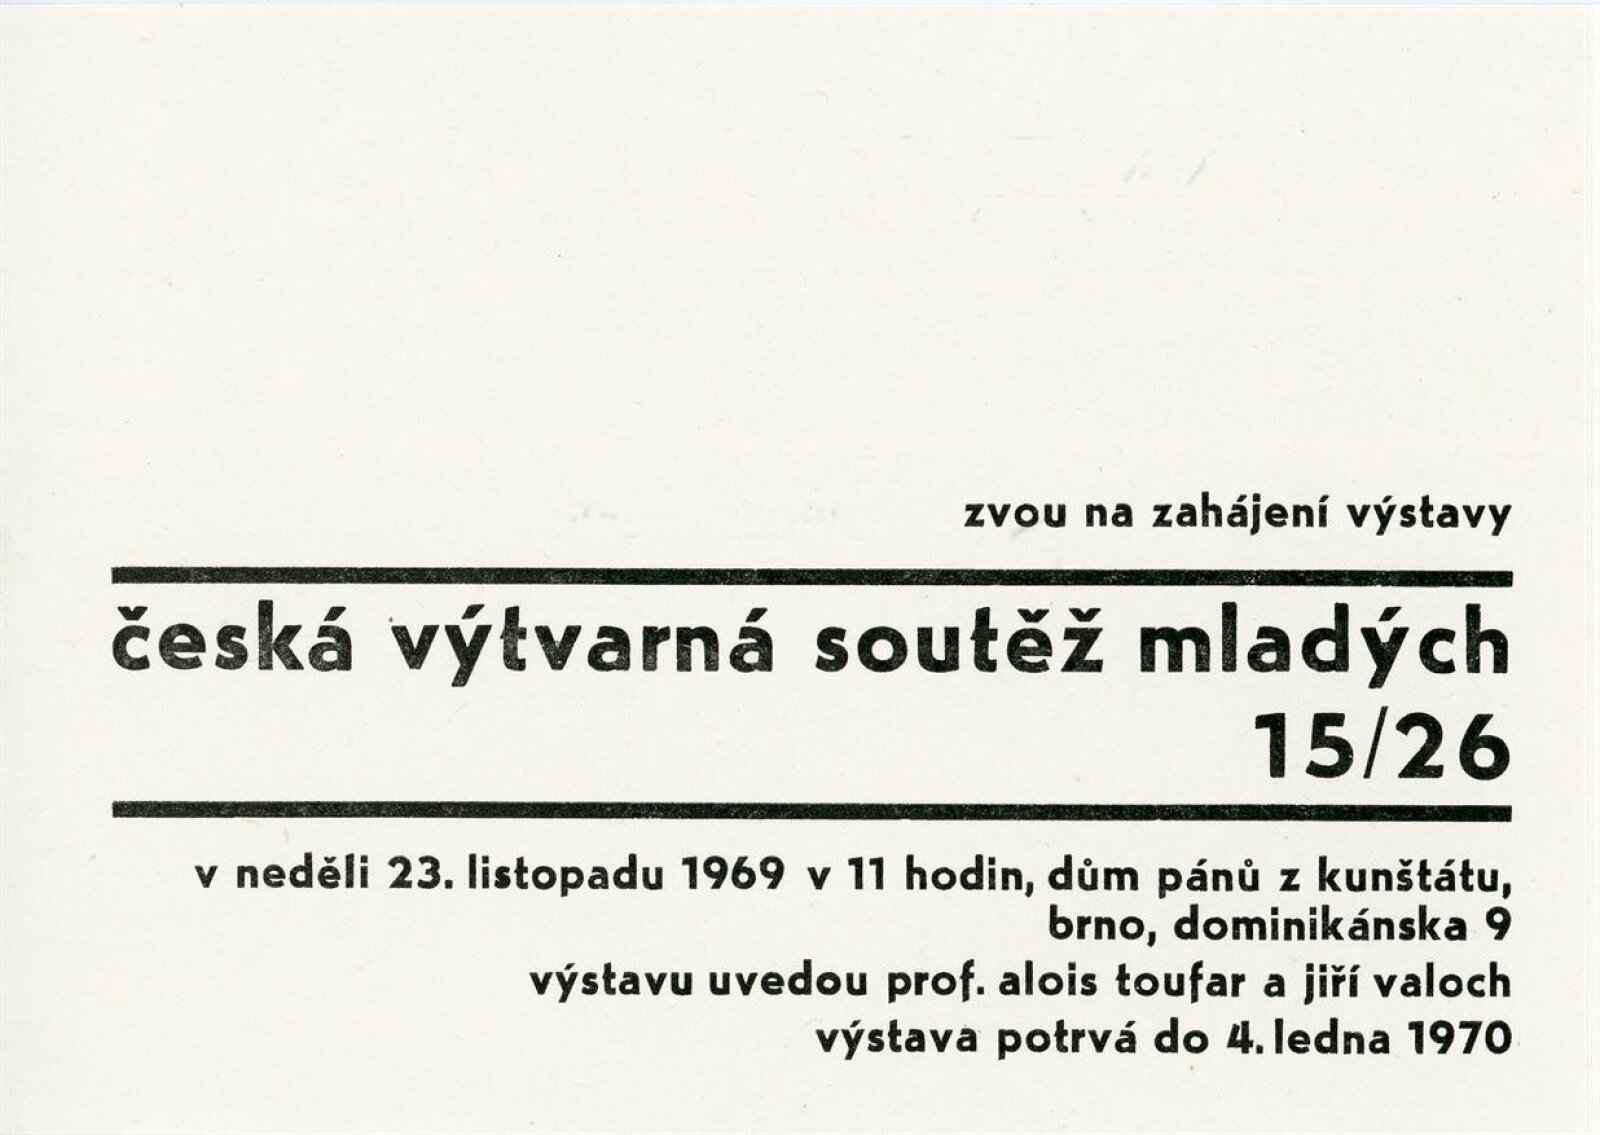 zvou na zahájení výstavy
česká výtvarná soutěž mladých
15/26
v neděli 23. listopadu 1969 v 11 hodin, dům pánů z kunštátu,
brno, dominikánska 9
výstavu uvedou prof. alois toufar a jiří valoch
výstava potrvá do 4. ledna 1970